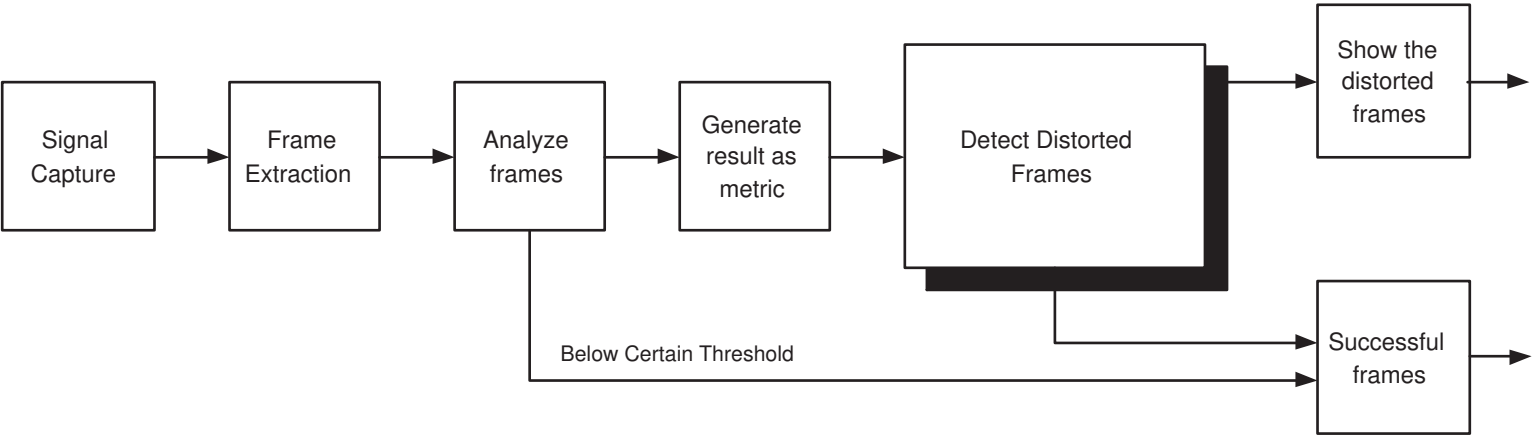 Signal
Capture
Frame
Extraction
Analyze
frames
Generate
result as
metric
Detect Distorted
Frames
Show the
distorted
frames
Below Certain Threshold
Successful
frames